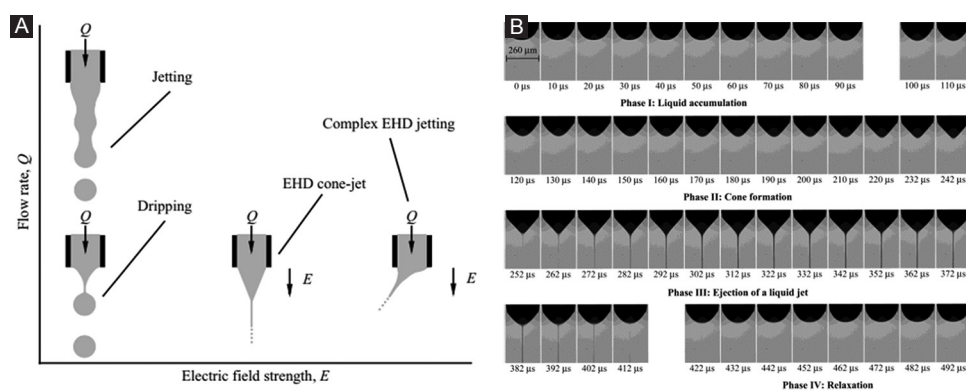 A
Q
Jetting
Complex EHD jetting
EHD cone-jet
Dripping
Q
Q
Q
E
E
Flow rate, Q
Electric field strength, E
B
260 µm
0 µs 10 µs 20 µs 30 µs 40 µs 50 µs 60 µs 70 µs 80 µs 90 µs 100 µs 110 µs
Phase I: Liquid accumulation
120 µs 130 µs 140 µs 150 µs 160 µs 170 µs 180 µs 190 µs 200 µs 210 µs 220 µs 232 µs 242 µs
Phase II: Cone formation
252 µs 262 µs 272 µs 282 µs 292 µs 302 µs 312 µs 322 µs 332 µs 342 µs 352 µs 362 µs 372 µs
Phase III: Ejection of a liquid jet
382 µs 392 µs 402 µs 412 µs 422 µs 432 µs 442 µs 452 µs 462 µs 472 µs 482 µs 492 µs
Phase IV: Relaxation